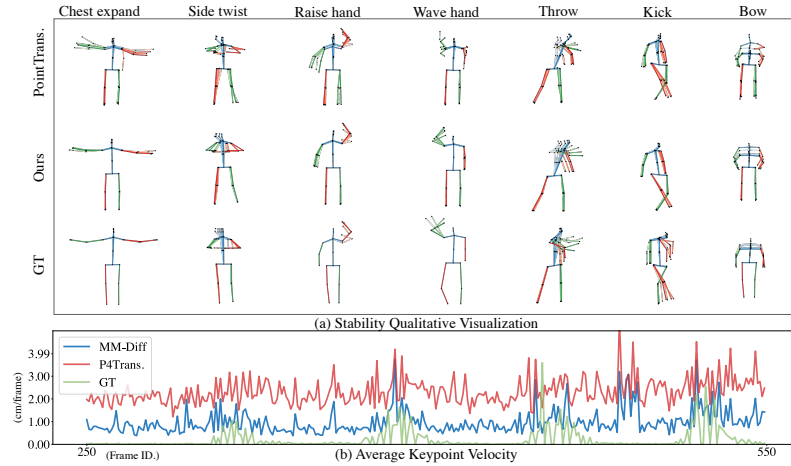 Chest expand Side twist Raise hand Wave hand Throw Kick Bow
PointTrans.
Ours
GT
(a) Stability Qualitative Visualization
(cm/frame)
3.99
3.00
2.00
1.00
0.00
MM-Diff
P4Trans.
GT
250 (Frame ID.) (b) Average Keypoint Velocity 550